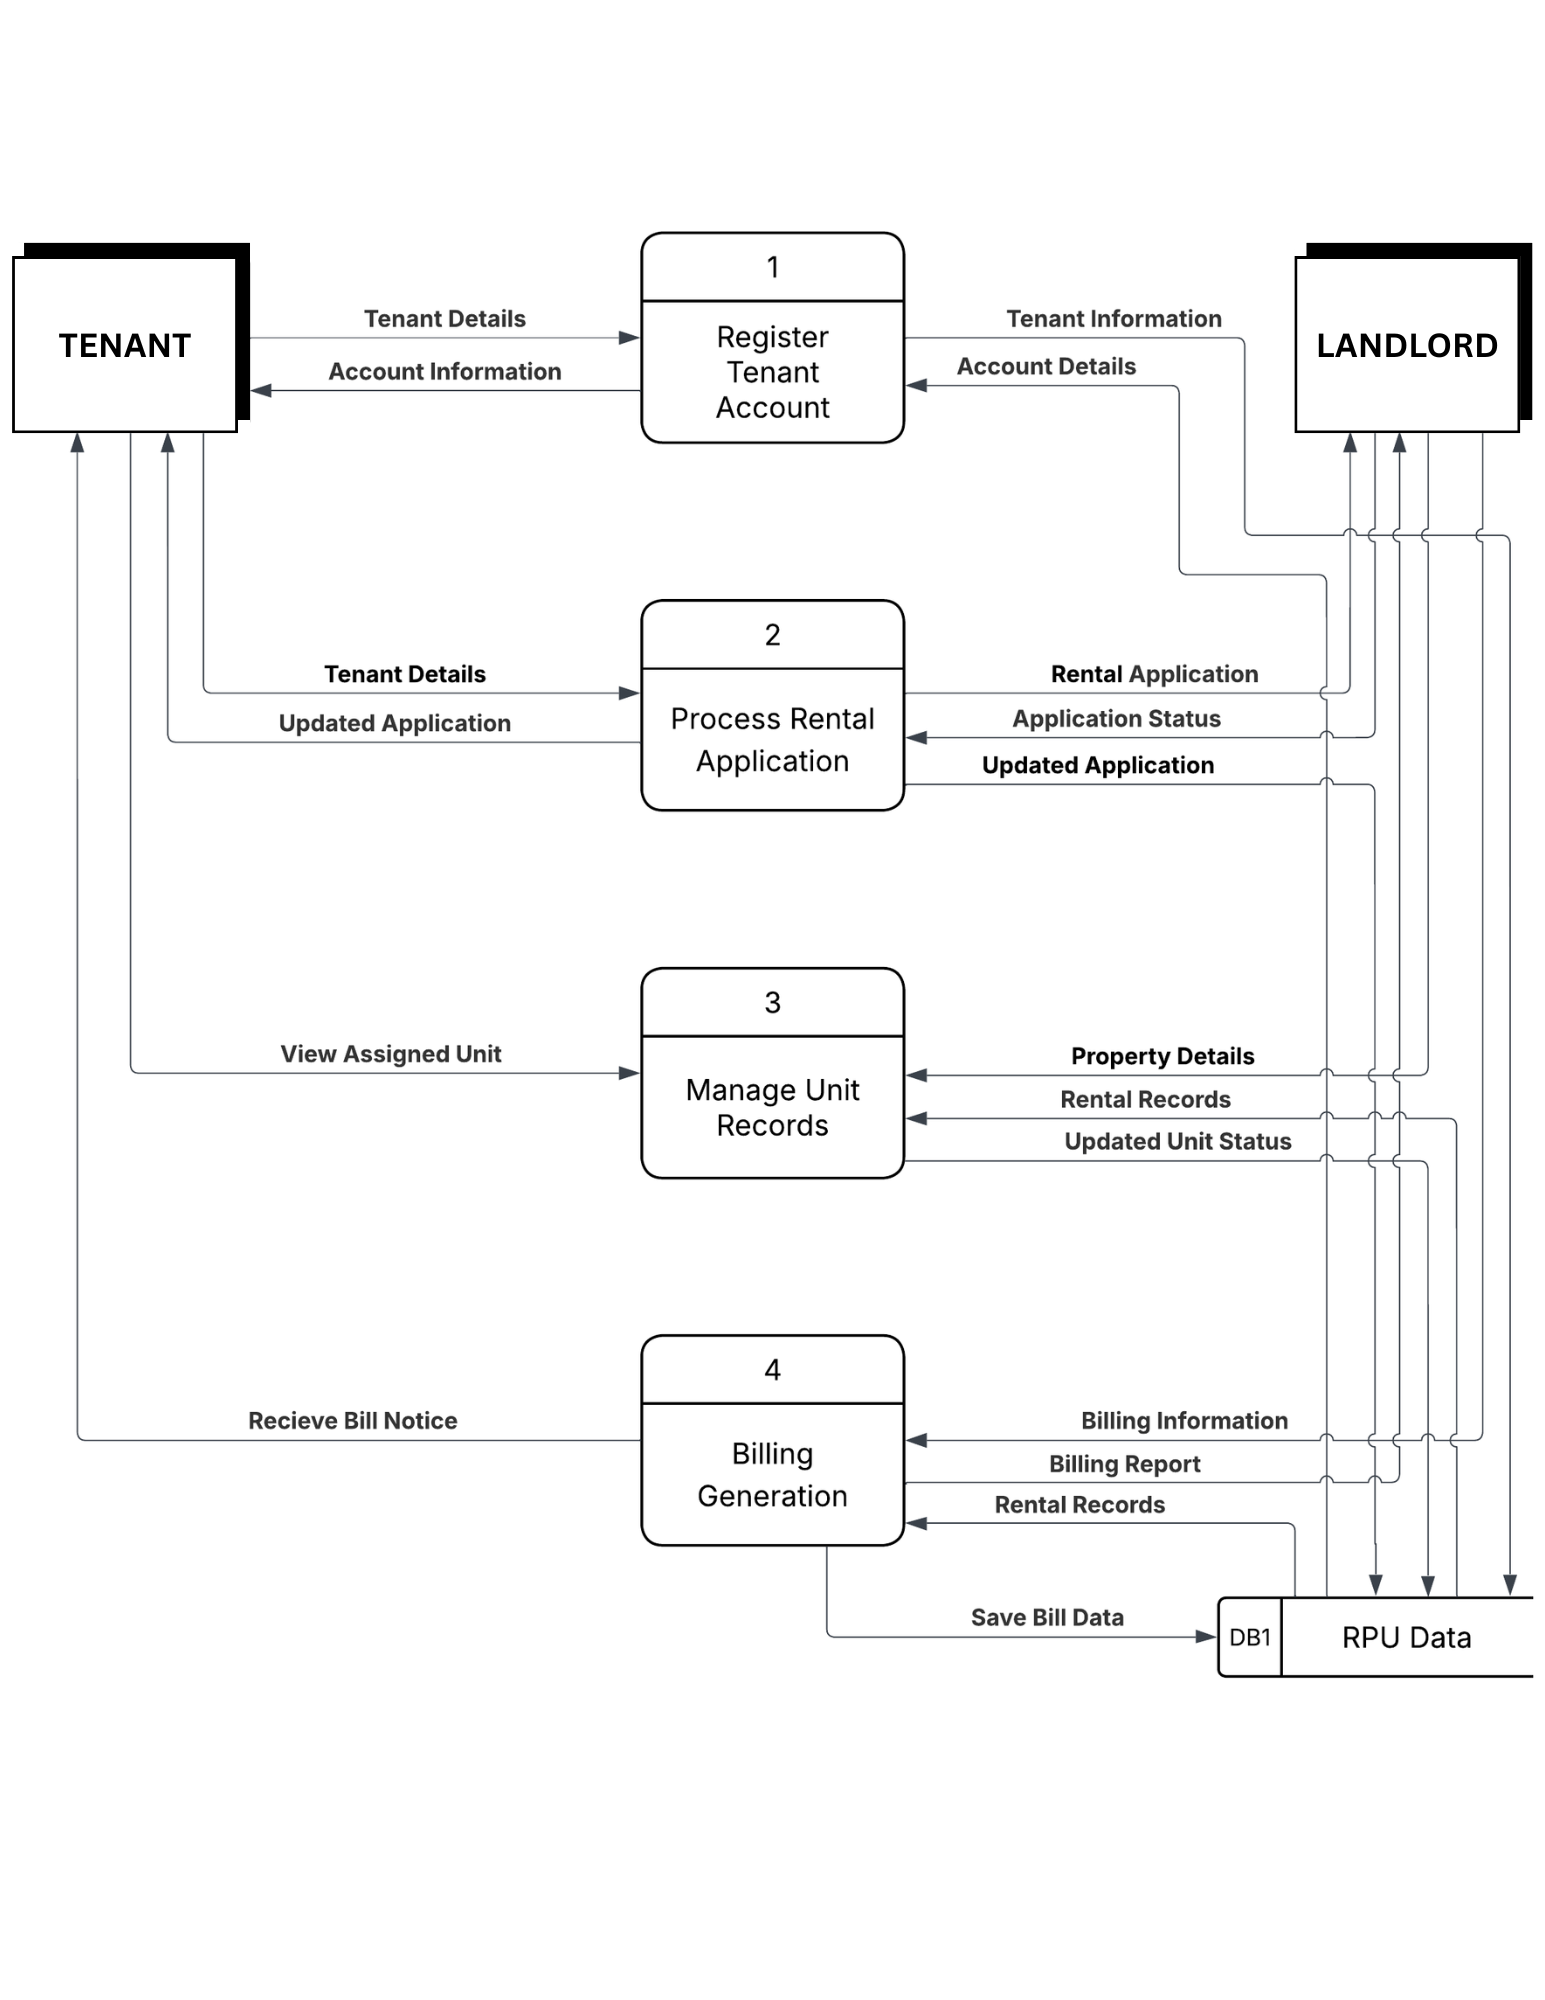 TENANT
1
Register
Tenant
Account
LANDLORD
Tenant Details
Account Information
Tenant Information
Account Details
2
Process Rental
Application
Tenant Details
Updated Application
Rental Application
Application Status
Updated Application
3
Manage Unit
Records
View Assigned Unit
Property Details
Rental Records
Updated Unit Status
4
Billing
Generation
Recieve Bill Notice
Billing Information
Billing Report
Rental Records
Save Bill Data
DB1
RPU Data